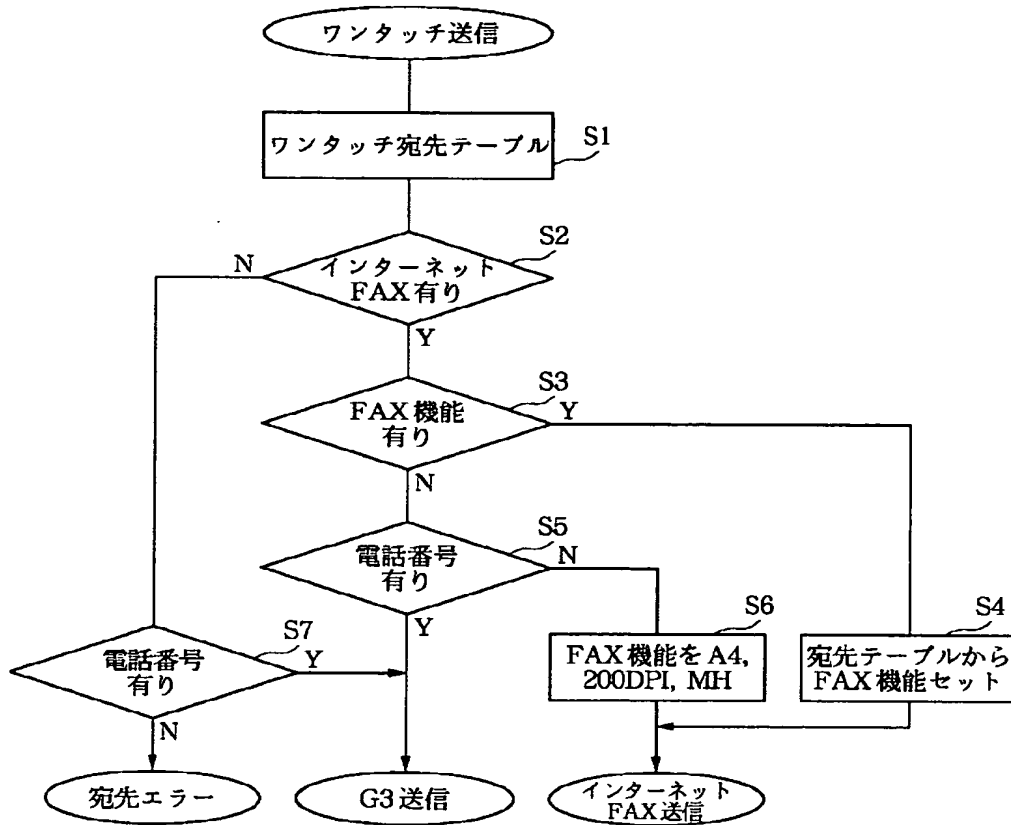 ワンタッチ送信
ワンタッチ宛先テーブル
S1
S2
N
インターネット
FAX有り
Y
S3
FAX機能
有り
Y
N
S5
電話番号
有り
N
Y
S7
電話番号
有り
Y
N
S6
FAX機能をA4,
200DPI, MH
S4
宛先テーブルから
FAX機能セット
宛先エラー
G3送信
インターネット
FAX送信